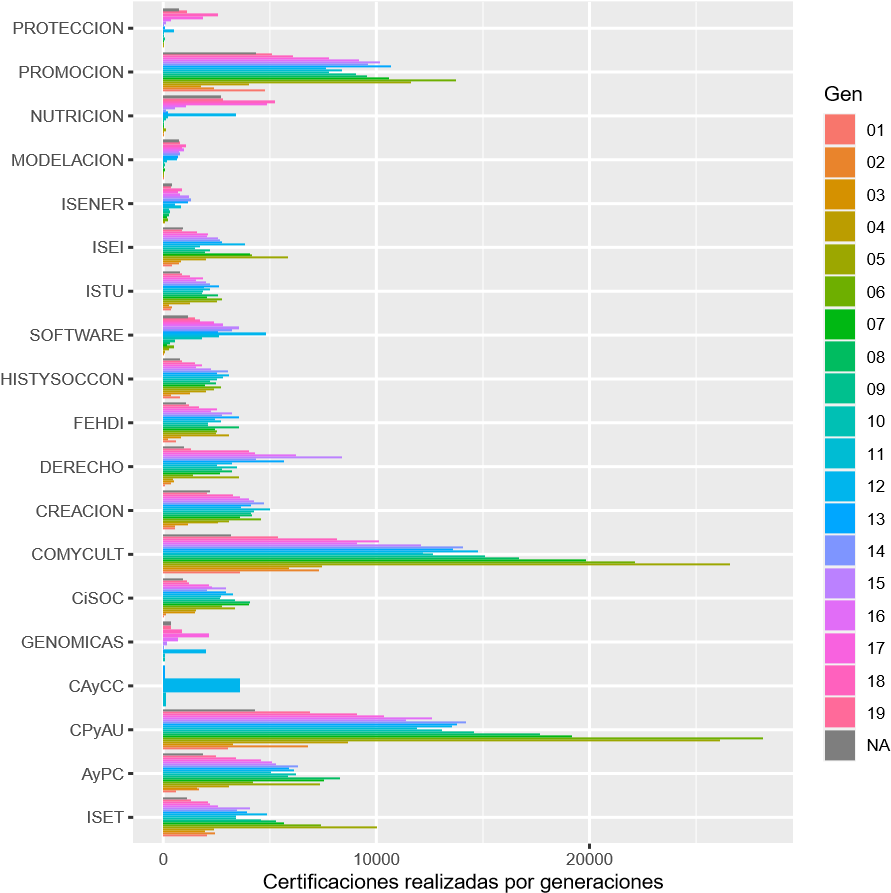 PROTECCION
PROMOCION
NUTRICION
MODELACION
ISENER
ISEI
ISTU
SOFTWARE
HISTYSOCCON
FEHDI
DERECHO
CREACION
COMYCULT
CiSOC
GENOMICAS
CAyCC
CPyAU
AyPC
ISET
0 10000 20000
Certificaciones realizadas por generaciones
Gen
01
02
03
04
05
06
07
08
09
10
11
12
13
14
15
16
17
18
19
NA